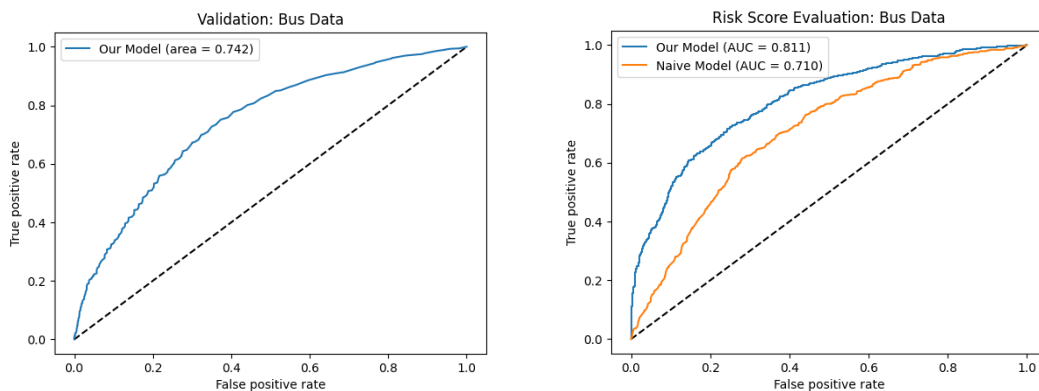 Validation: Bus Data
Our Model (area = 0.742)
1.0
0.8
0.6
0.4
0.2
0.0
True positive rate
0.0 0.2 0.4 0.6 0.8 1.0
False positive rate
Risk Score Evaluation: Bus Data
Our Model (AUC = 0.811)
Naive Model (AUC = 0.710)
1.0
0.8
0.6
0.4
0.2
0.0
True positive rate
0.0 0.2 0.4 0.6 0.8 1.0
False positive rate